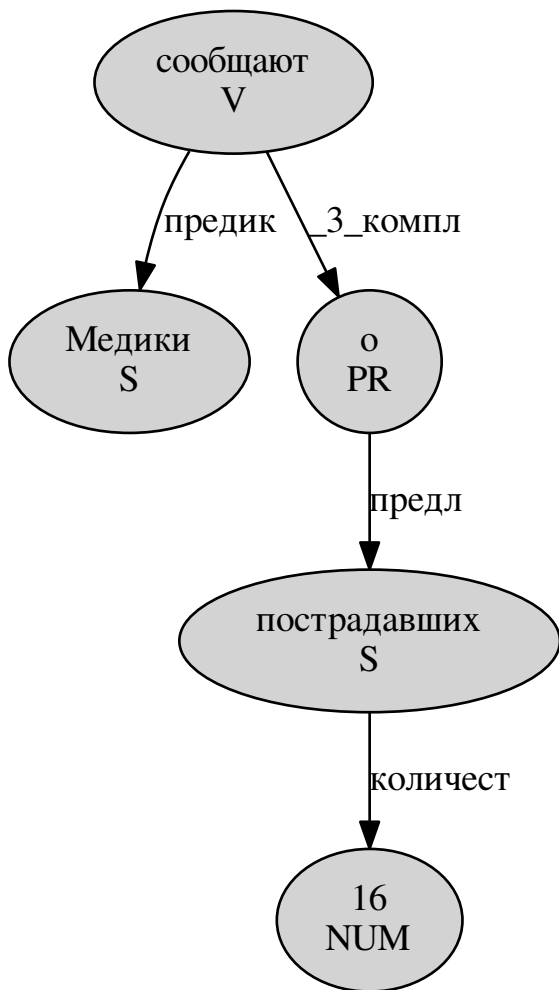 сообщают
V
предик
_3_компл
Медики
S
о
PR
предл
пострадавших
S
количест
16
NUM